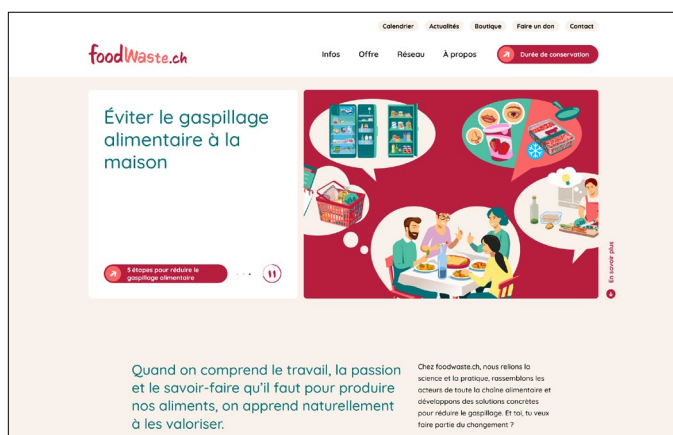 Calendrier Actualités Boutique Faire un don Contact
foodWaste.ch
Infos Offre Réseau À propos Durée de conservation
Éviter le gaspillage
alimentaire à la
maison
5 étapes pour réduire le
gaspillage alimentaire
En savoir plus
Quand on comprend le travail, la passion
et le savoir-faire qu'il faut pour produire
nos aliments, on apprend naturellement
à les valoriser.
Chez foodwaste.ch, nous relions la
science et la pratique, rassemblons les
acteurs de toute la chaîne alimentaire et
développons des solutions concrètes
pour réduire le gaspillage. Et toi, tu veux
faire partie du changement ?